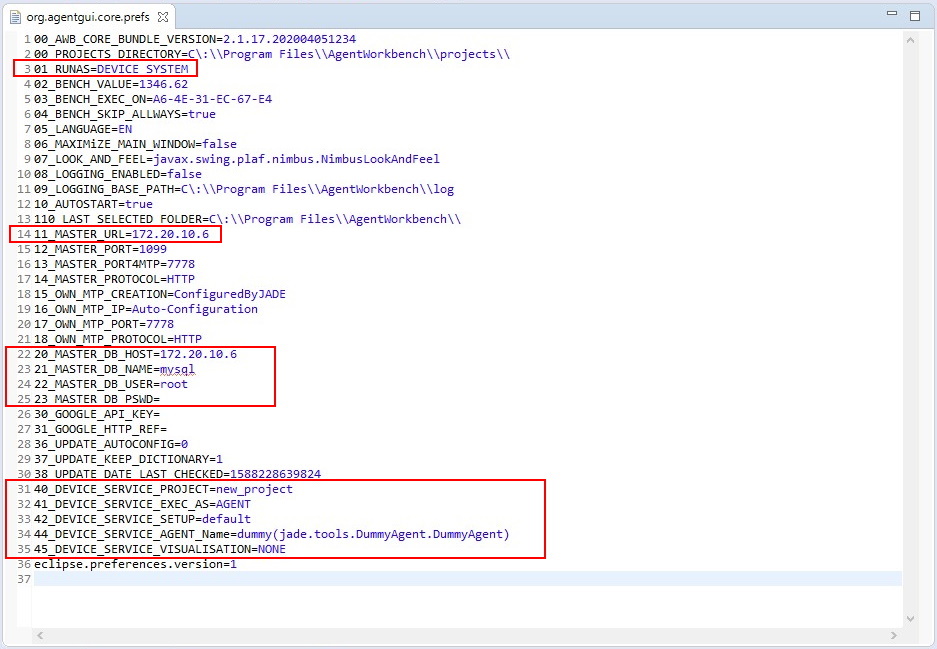 org.agentgui.core.prefs
1 00_AWB_CORE_BUNDLE_VERSION=2.1.17.202004051234
2 00_PROJECTS_DIRECTORY=C\:\\Program Files\\AgentWorkbench\\projects\\
3 01_RUNAS=DEVICE_SYSTEM
4 02_BENCH_VALUE=1346.62
5 03_BENCH_EXEC_ON=A6-4E-31-EC-67-E4
6 04_BENCH_SKIP_ALLWAYS=true
7 05_LANGUAGE=EN
8 06_MAXIMiZE_MAIN_WINDOW=false
9 07_LOOK_AND_FEEL=javax.swing.plaf.nimbus.NimbusLookAndFeel
10 08_LOGGING_ENABLED=false
11 09_LOGGING_BASE_PATH=C\:\\Program Files\\AgentWorkbench\\log
12 10_AUTOSTART=true
13 110_LAST_SELECTED_FOLDER=C\:\\Program Files\\AgentWorkbench\\
14 11_MASTER_URL=172.20.10.6
15 12_MASTER_PORT=1099
16 13_MASTER_PORT4MTP=7778
17 14_MASTER_PROTOCOL=HTTP
18 15_OWN_MTP_CREATION=ConfiguredByJADE
19 16_OWN_MTP_IP=Auto-Configuration
20 17_OWN_MTP_PORT=7778
21 18_OWN_MTP_PROTOCOL=HTTP
22 20_MASTER_DB_HOST=172.20.10.6
23 21_MASTER_DB_NAME=mysql
24 22_MASTER_DB_USER=root
25 23_MASTER_DB_PSWD=
26 30_GOOGLE_API_KEY=
27 31_GOOGLE_HTTP_REF=
28 36_UPDATE_AUTOCONFIG=0
29 37_UPDATE_KEEP_DICTIONARY=1
30 38_UPDATE_DATE_LAST_CHECKED=1588228639824
31 40_DEVICE_SERVICE_PROJECT=new_project
32 41_DEVICE_SERVICE_EXEC_AS=AGENT
33 42_DEVICE_SERVICE_SETUP=default
34 44_DEVICE_SERVICE_AGENT_Name=dummy(jade.tools.DummyAgent.DummyAgent)
35 45_DEVICE_SERVICE_VISUALISATION=NONE
36 eclipse.preferences.version=1
37